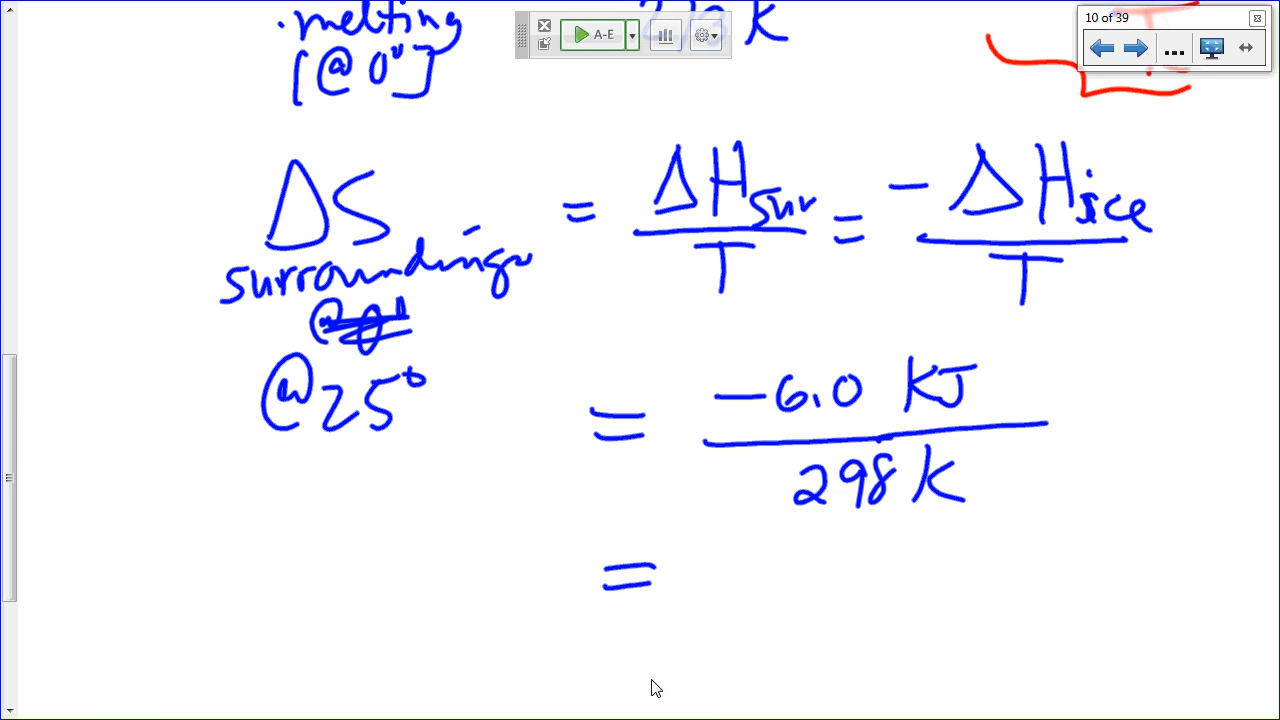 10 of 39
A-E
.melting
[@ 0°]
ΔS = ΔH sur / T = -ΔH ice / T
surroundings
@25°
= -6.0 KJ / 298 K
=